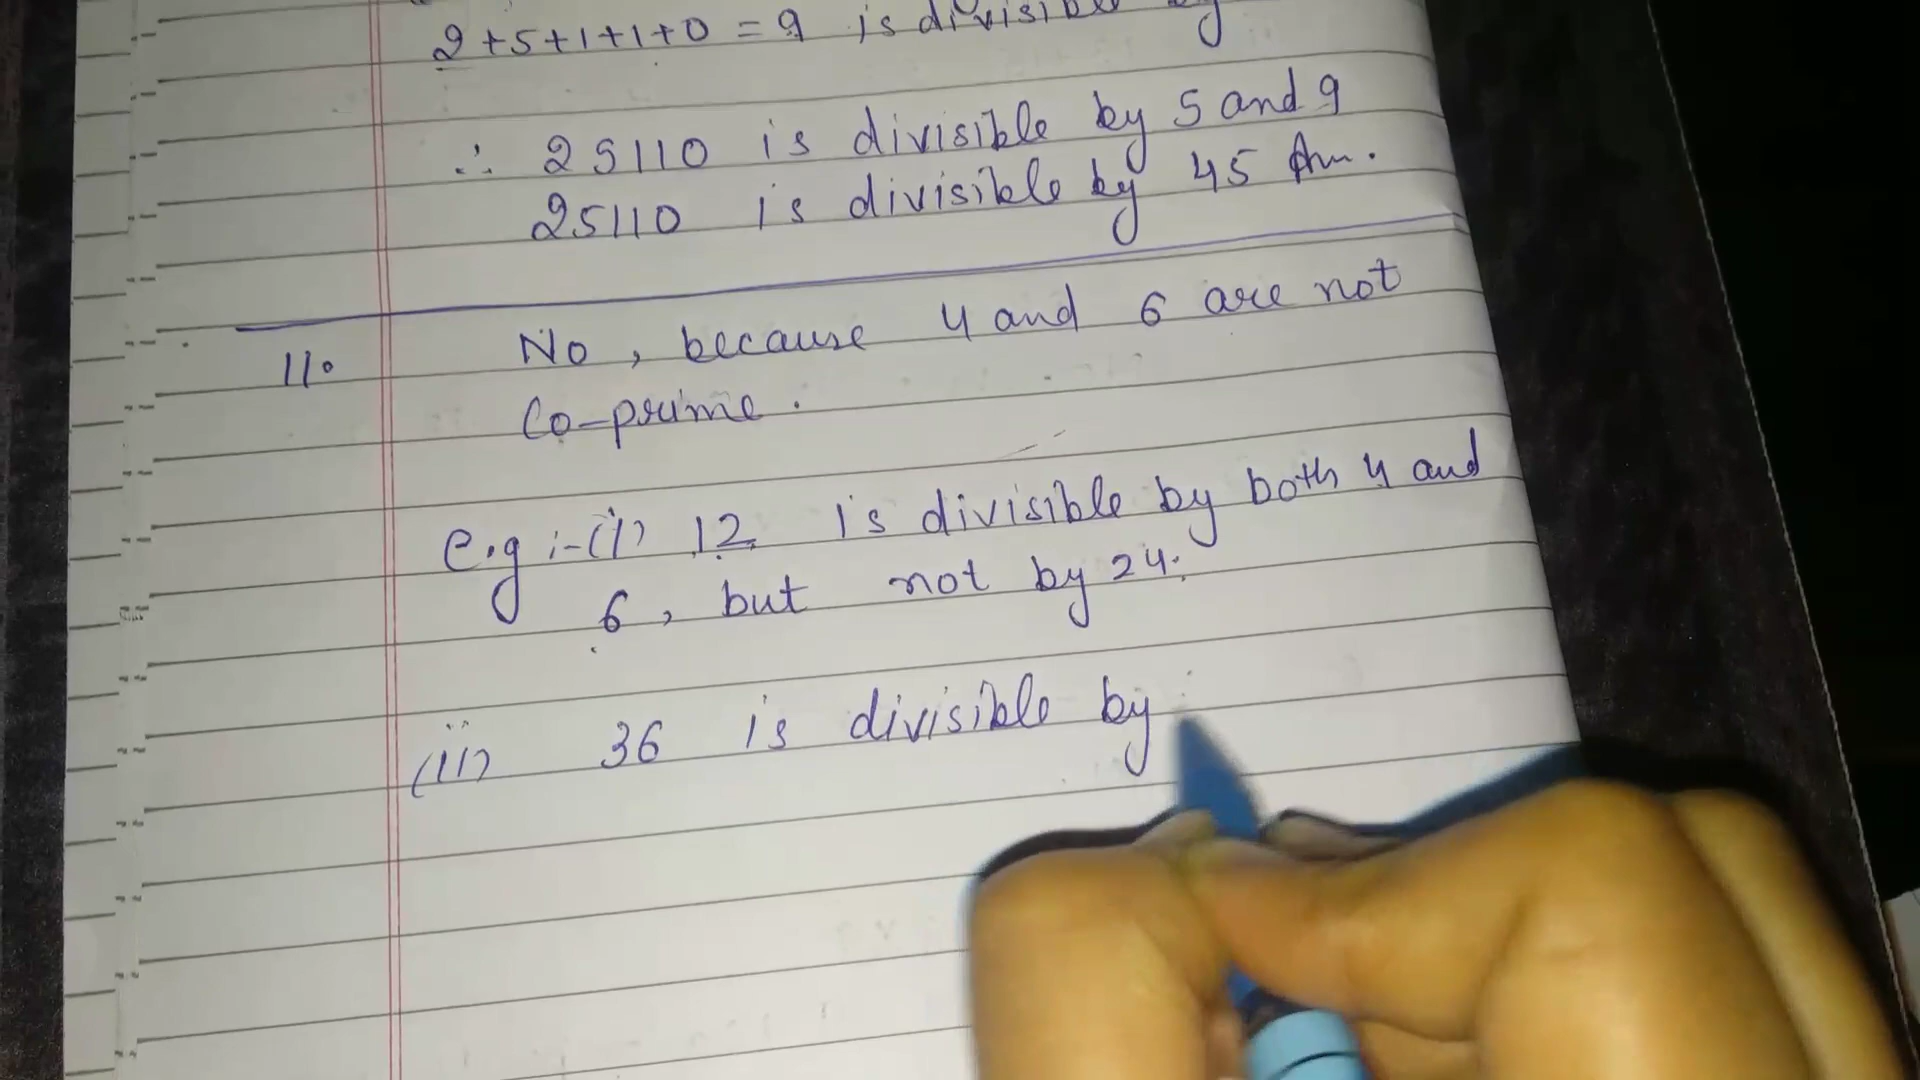 2+5+1+1+0 = 9 is divisible
∴ 25110 is divisible by 5 and 9
25110 is divisible by 45 Ans.
11. No, because 4 and 6 are not
Co-prime.
e.g :- (i) 12 is divisible by both 4 and
6, but not by 24.
(ii) 36 is divisible by